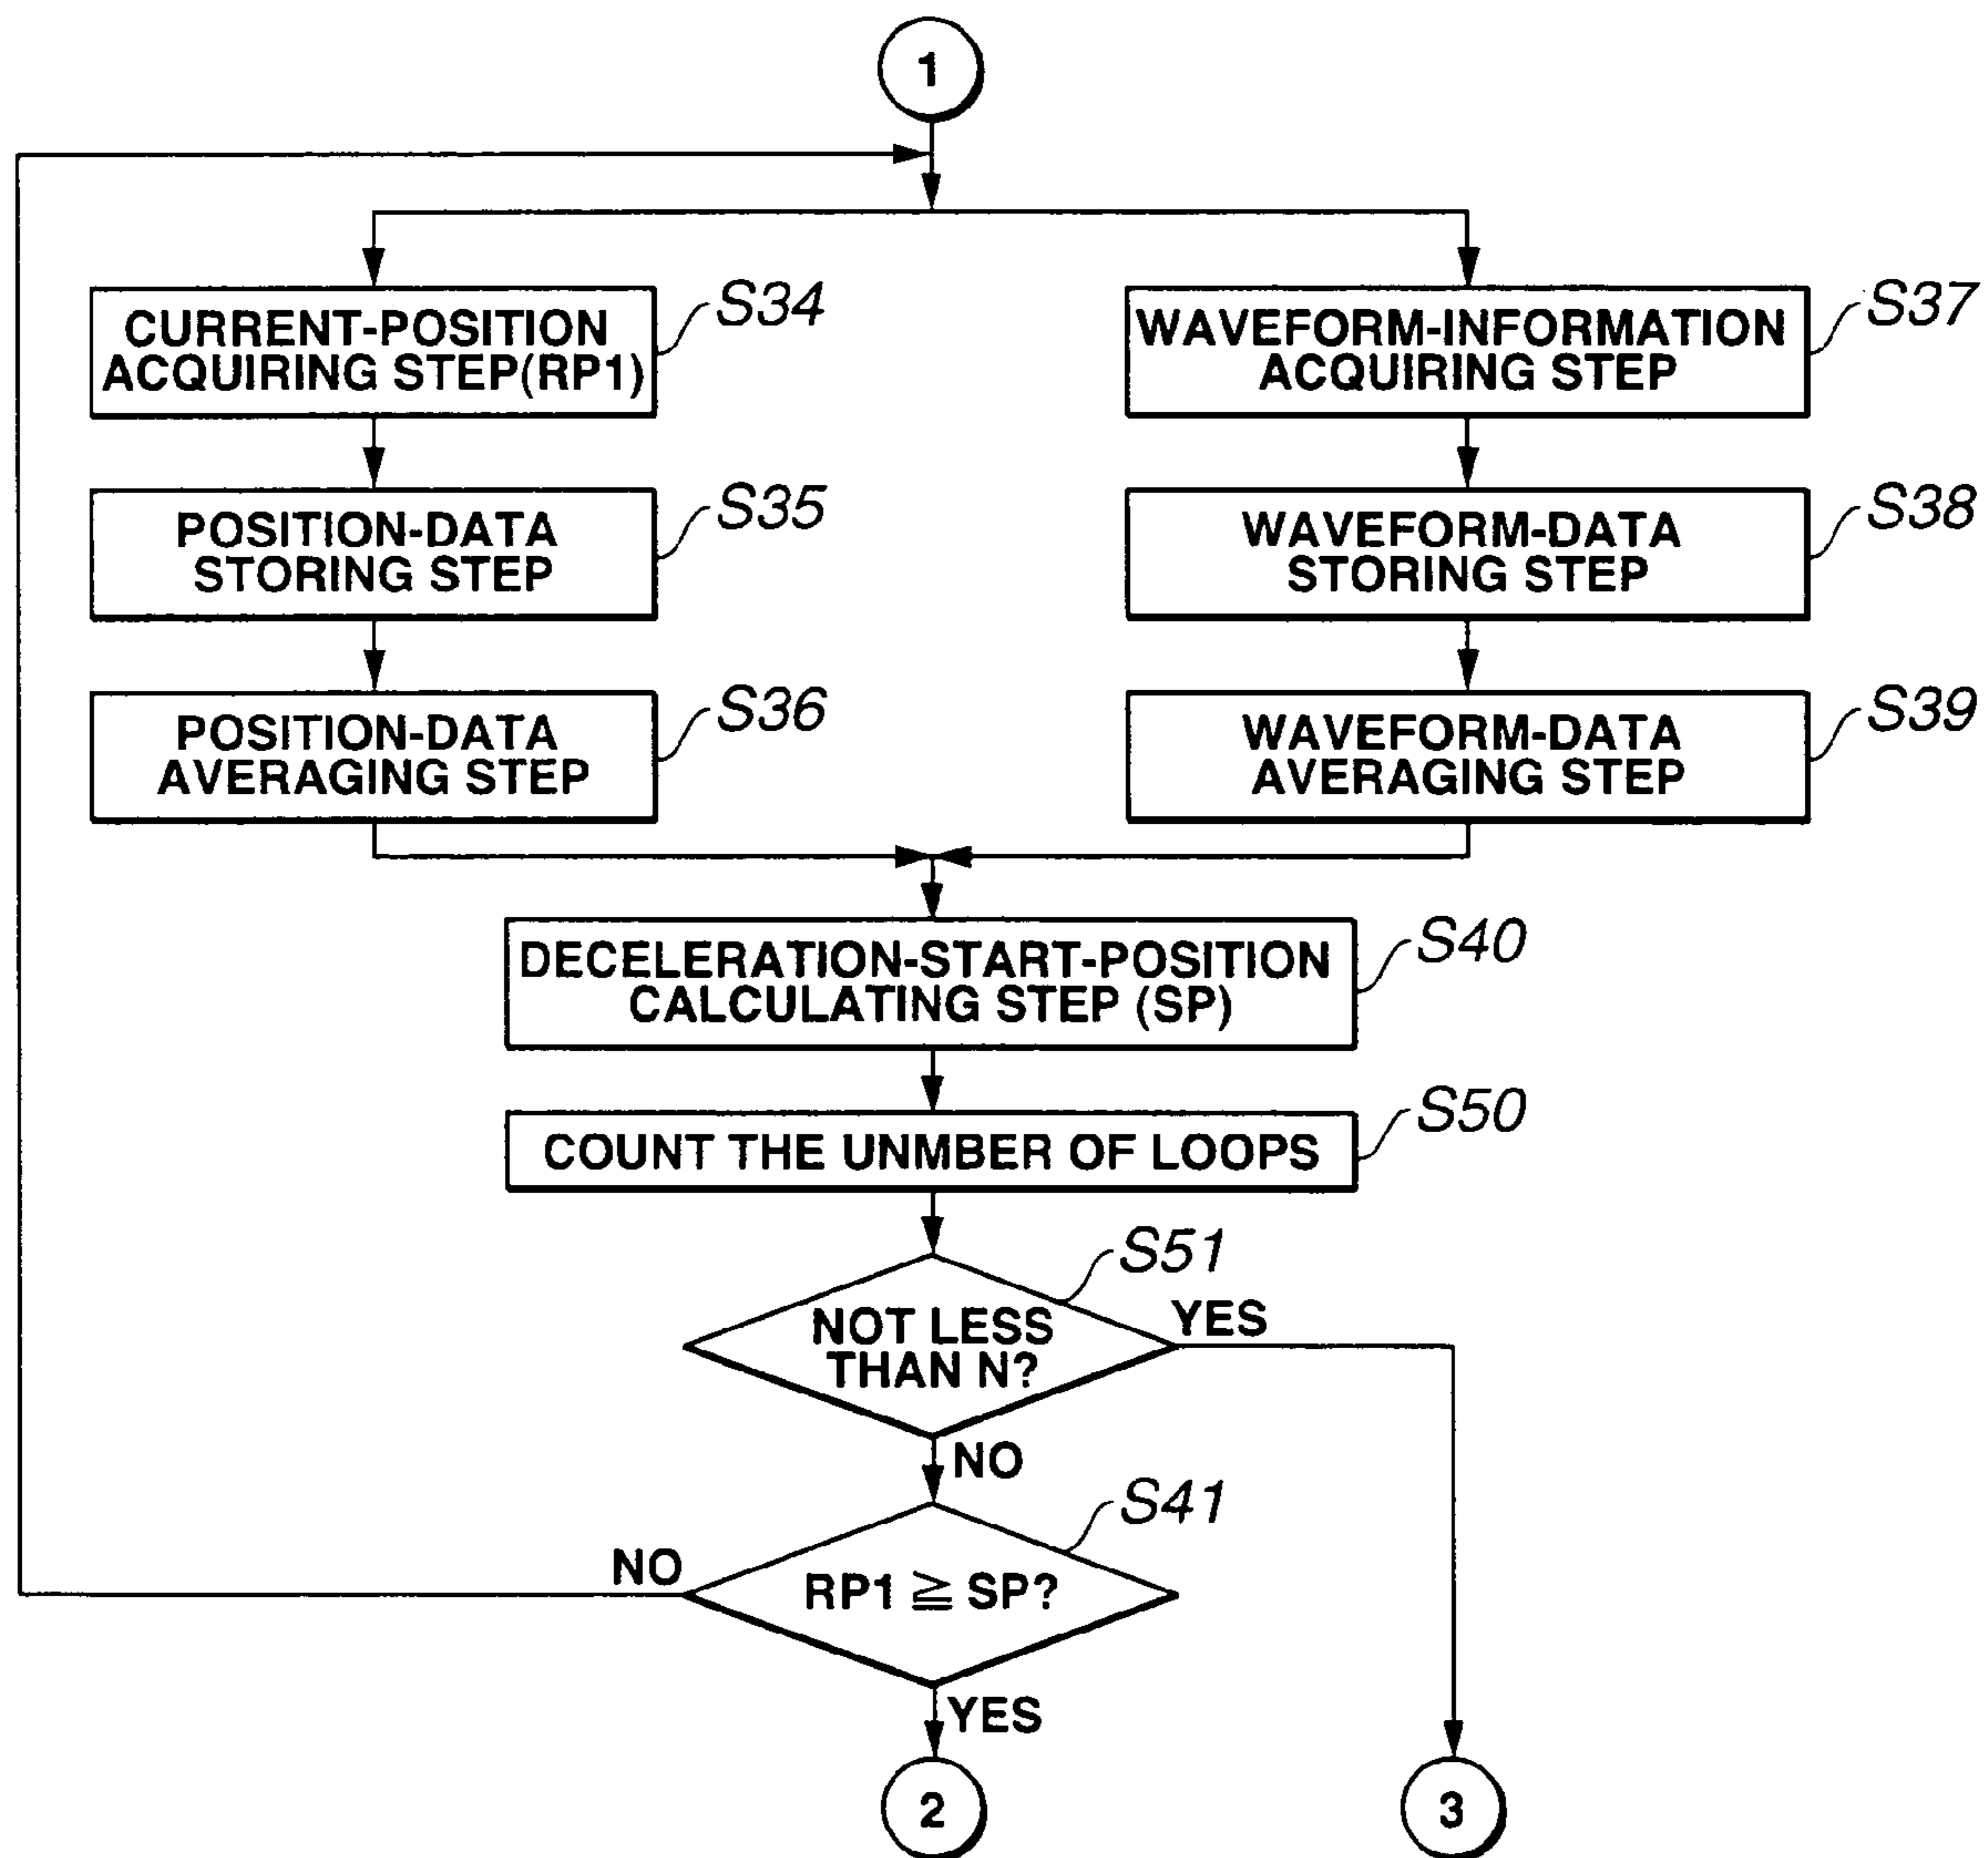 1
CURRENT-POSITION
ACQUIRING STEP(RP1)
S34
WAVEFORM-INFORMATION
ACQUIRING STEP
S37
POSITION-DATA
STORING STEP
S35
WAVEFORM-DATA
STORING STEP
S38
POSITION-DATA
AVERAGING STEP
S36
WAVEFORM-DATA
AVERAGING STEP
S39
DECELERATION-START-POSITION
CALCULATING STEP (SP)
S40
COUNT THE UNMBER OF LOOPS
S50
S51
NOT LESS
THAN N?
YES
NO
S41
RP1 ≧ SP?
NO
YES
2
3